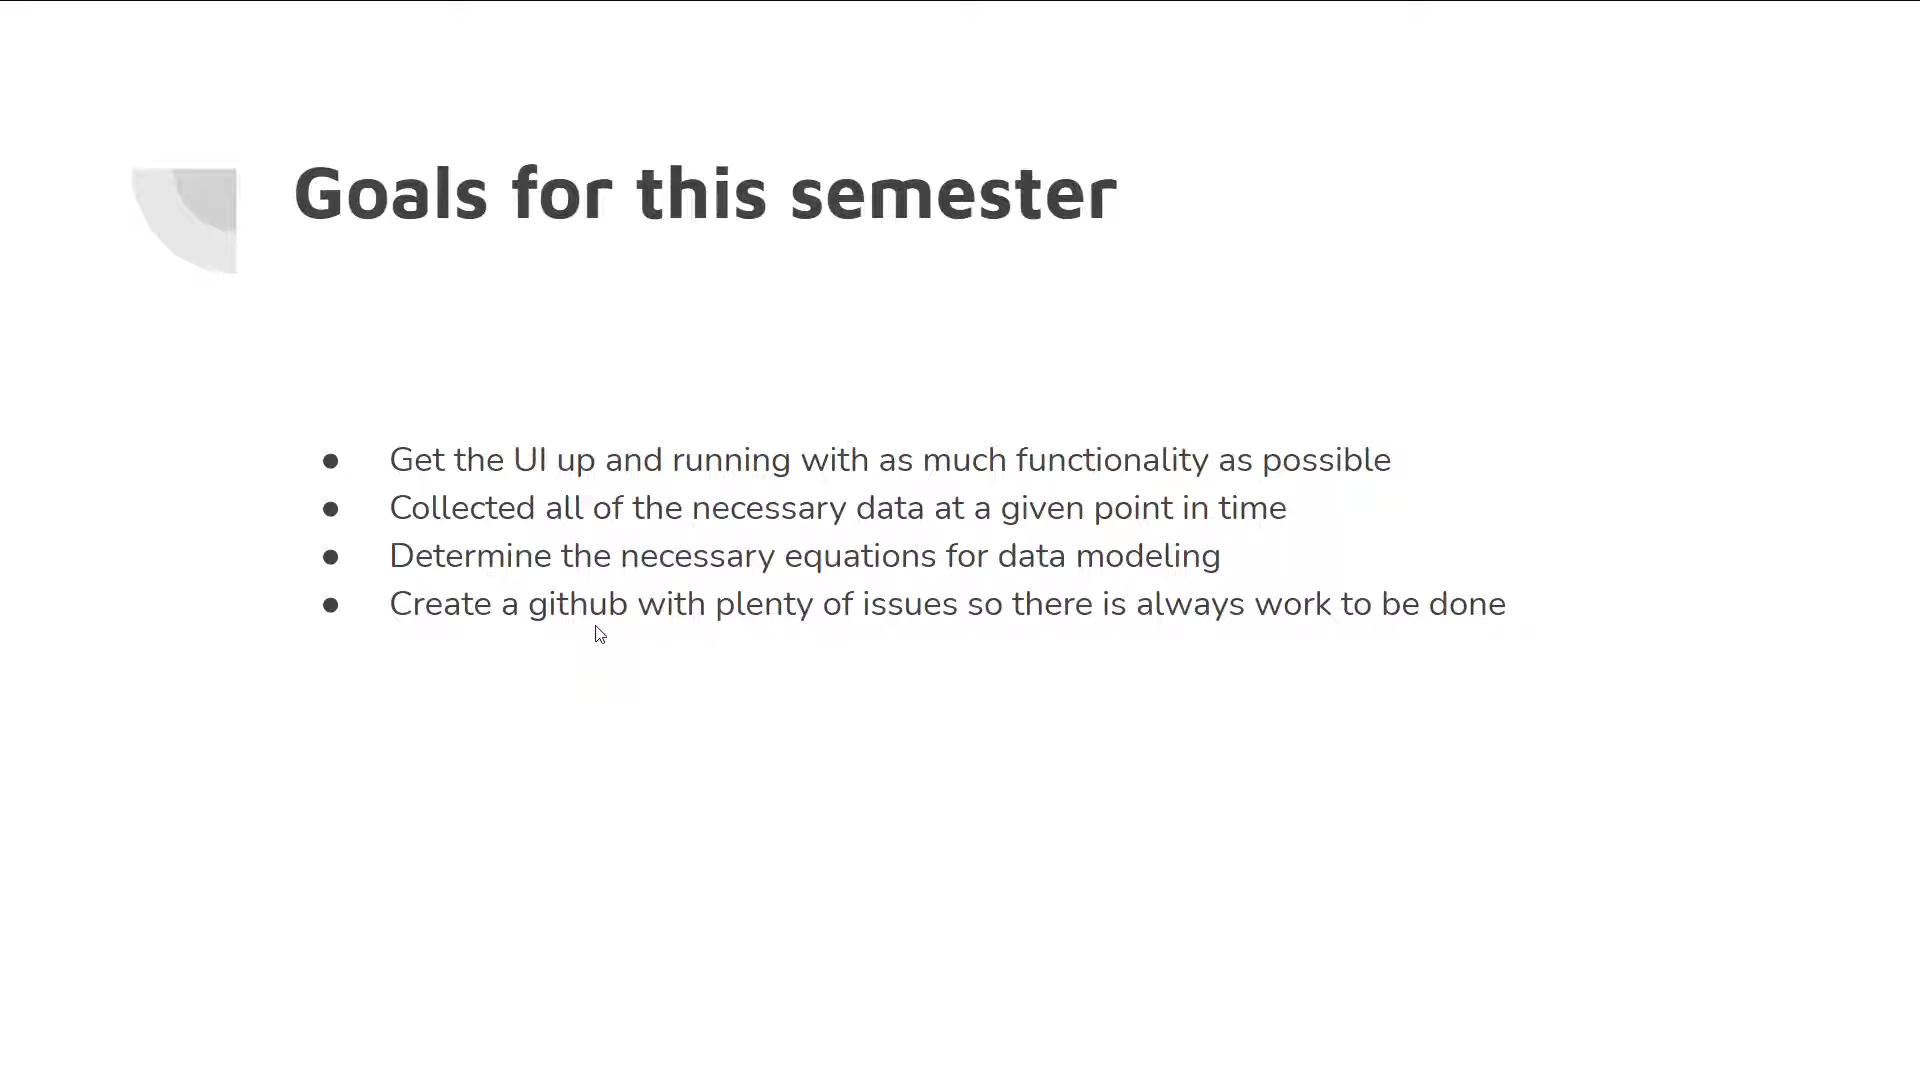 Goals for this semester
● Get the UI up and running with as much functionality as possible
● Collected all of the necessary data at a given point in time
● Determine the necessary equations for data modeling
● Create a github with plenty of issues so there is always work to be done